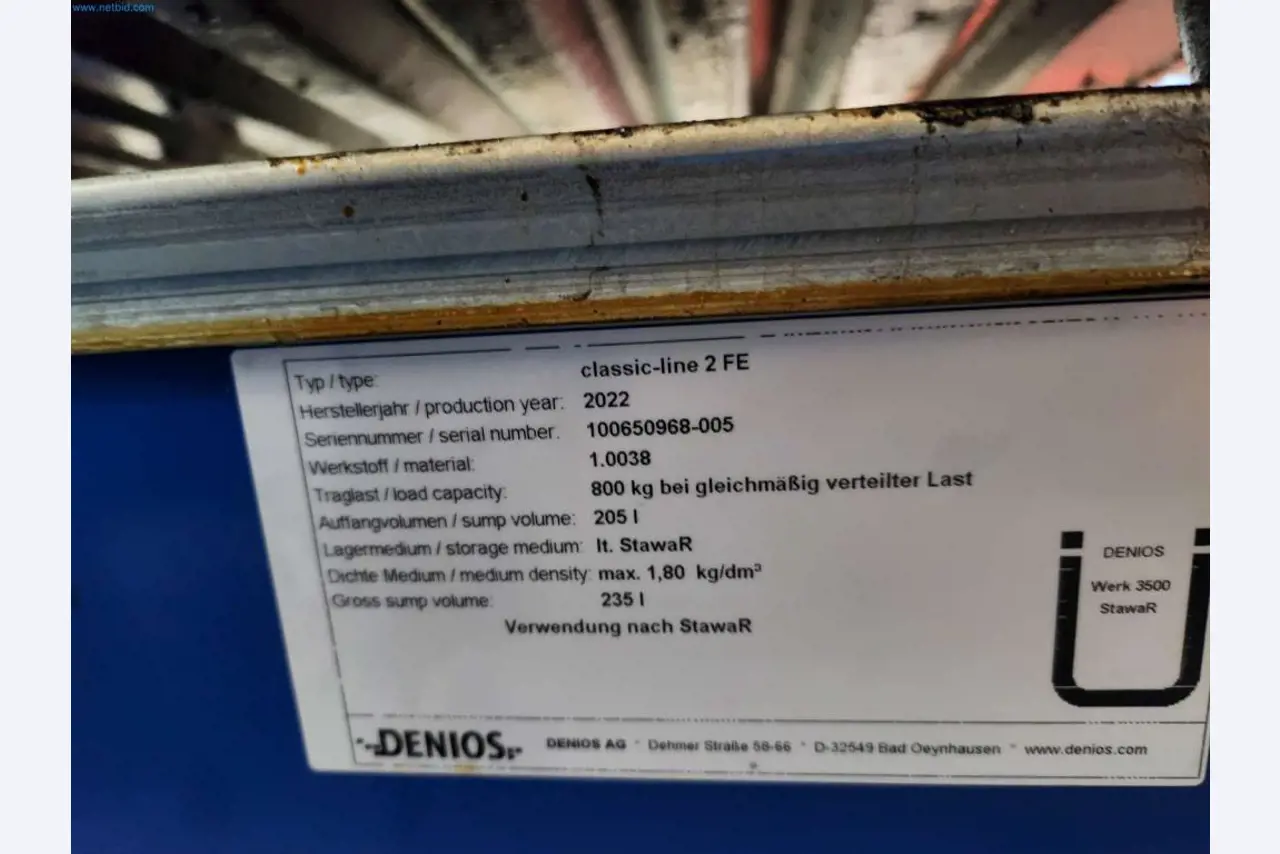 www.netbid.com
Typ / type: classic-line 2 FE
Herstellerjahr / production year: 2022
Seriennummer / serial number: 100650968-005
Werkstoff / material: 1.0038
Traglast / load capacity: 800 kg bei gleichmäßig verteilter Last
Auffangvolumen / sump volume: 205 l
Lagermedium / storage medium: lt. StawaR
Dichte Medium / medium density: max. 1,80 kg/dm³
Gross sump volume: 235 l
Verwendung nach StawaR
Ü
DENIOS
Werk 3500
StawaR
DENIOS
DENIOS AG * Dehmer Straße 58-66 * D-32549 Bad Oeynhausen * www.denios.com